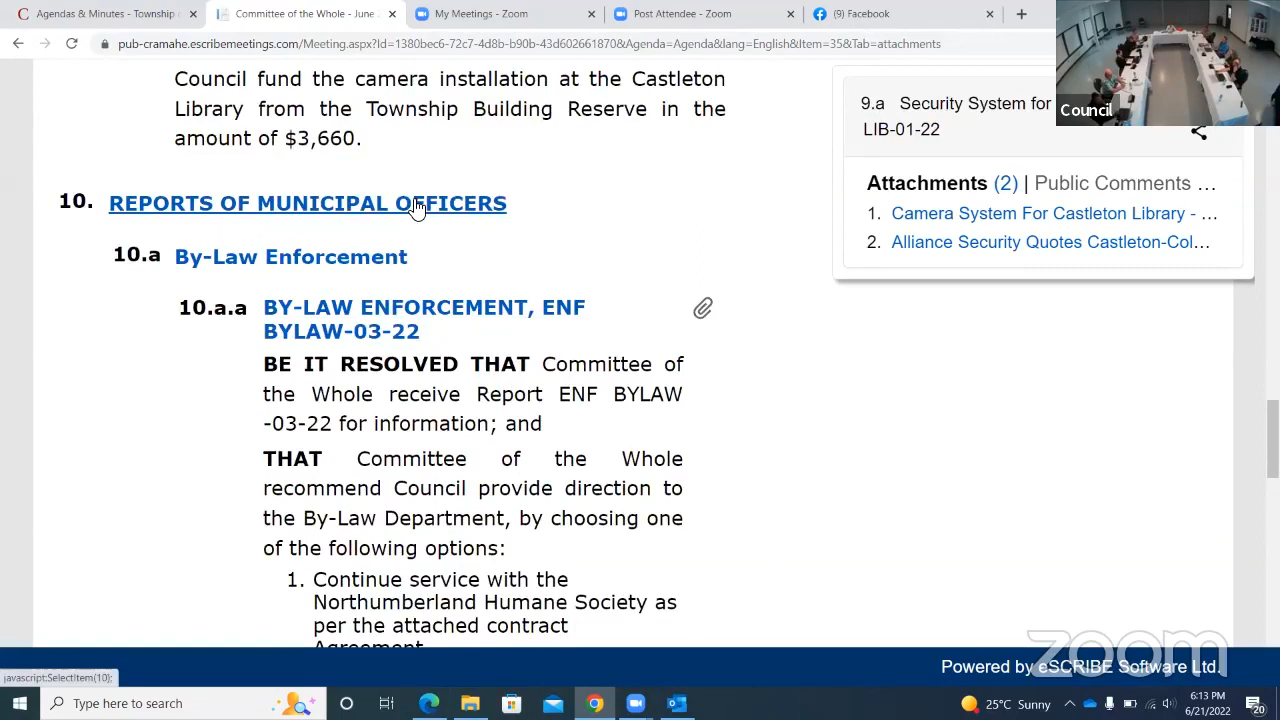 Agendas & Minutes - Township o
Committee of the Whole - June
My Meetings - Zoom
Post Attendee - Zoom
(9) Facebook
pub-cramahe.escribemeetings.com/Meeting.aspx?Id=1380bec6-72c7-4d8b-b90b-43d602661870&Agenda=Agenda&lang=English&Item=35&Tab=attachments
Council fund the camera installation at the Castleton
Library from the Township Building Reserve in the
amount of $3,660.
10. REPORTS OF MUNICIPAL OFFICERS
10.a By-Law Enforcement
10.a.a BY-LAW ENFORCEMENT, ENF
BYLAW-03-22
BE IT RESOLVED THAT Committee of
the Whole receive Report ENF BYLAW
-03-22 for information; and
THAT Committee of the Whole
recommend Council provide direction to
the By-Law Department, by choosing one
of the following options:
1. Continue service with the
Northumberland Humane Society as
per the attached contract
Agreement
9.a Security System for
LIB-01-22
Attachments (2) | Public Comments ...
1. Camera System For Castleton Library - ...
2. Alliance Security Quotes Castleton-Col...
Council
zoom
Powered by eSCRIBE Software Ltd.
javascript:SelectItem(10);
Type here to search
25°C Sunny
6:13 PM
6/21/2022
20